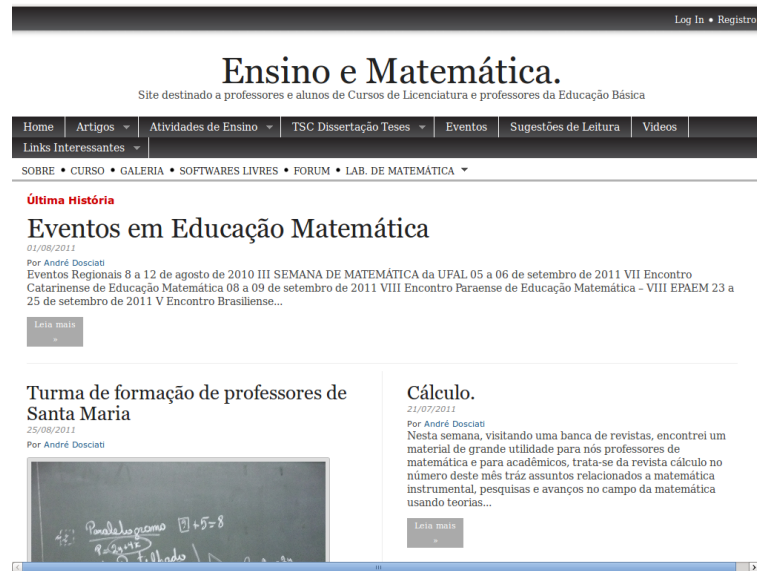 Log In • Registro
Ensino e Matemática.
Site destinado a professores e alunos de Cursos de Licenciatura e professores da Educação Básica
Home Artigos Atividades de Ensino TSC Dissertação Teses Eventos Sugestões de Leitura Videos
Links Interessantes
SOBRE • CURSO • GALERIA • SOFTWARES LIVRES • FORUM • LAB. DE MATEMÁTICA
Última História
Eventos em Educação Matemática
01/08/2011
Por André Dosciati
Eventos Regionais 8 a 12 de agosto de 2010 III SEMANA DE MATEMÁTICA da UFAL 05 a 06 de setembro de 2011 VII Encontro
Catarinense de Educação Matemática 08 a 09 de setembro de 2011 VIII Encontro Paraense de Educação Matemática – VIII EPAEM 23 a
25 de setembro de 2011 V Encontro Brasiliense...
Leia mais
»
Turma de formação de professores de
Santa Maria
25/08/2011
Por André Dosciati
Paralelogramo 2+5=8
P=2y+4x
Cálculo.
21/07/2011
Por André Dosciati
Nesta semana, visitando uma banca de revistas, encontrei um
material de grande utilidade para nós professores de
matemática e para acadêmicos, trata-se da revista cálculo no
número deste mês tráz assuntos relacionados a matemática
instrumental, pesquisas e avanços no campo da matemática
usando teorias...
Leia mais
»